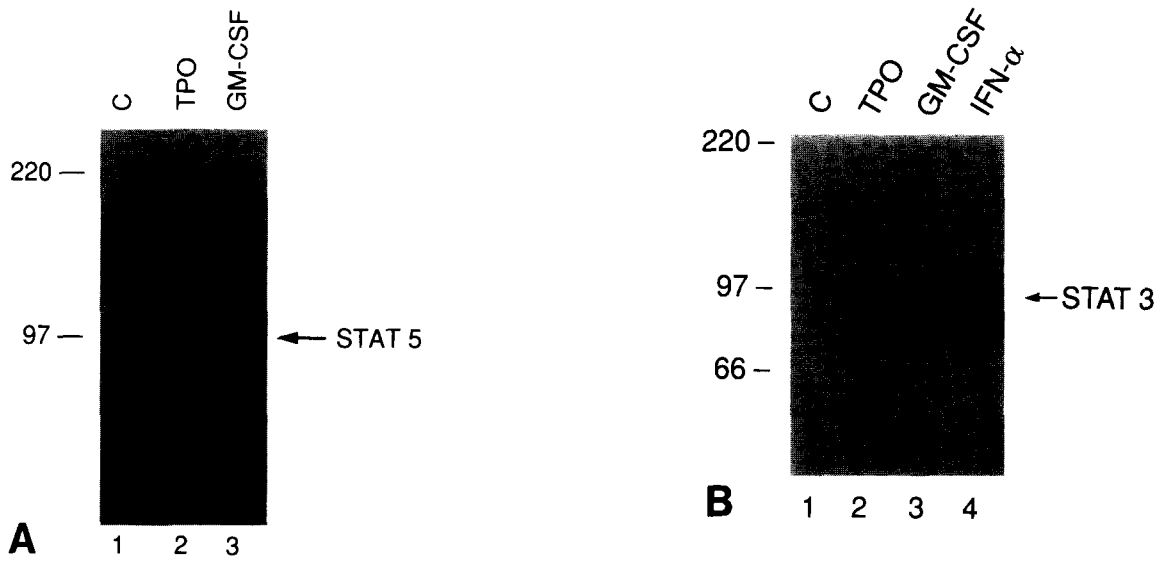 C TPO GM-CSF
220 —
97 —
STAT 5
A
1 2 3
C TPO GM-CSF IFN-α
220 –
97 –
66 –
STAT 3
B
1 2 3 4